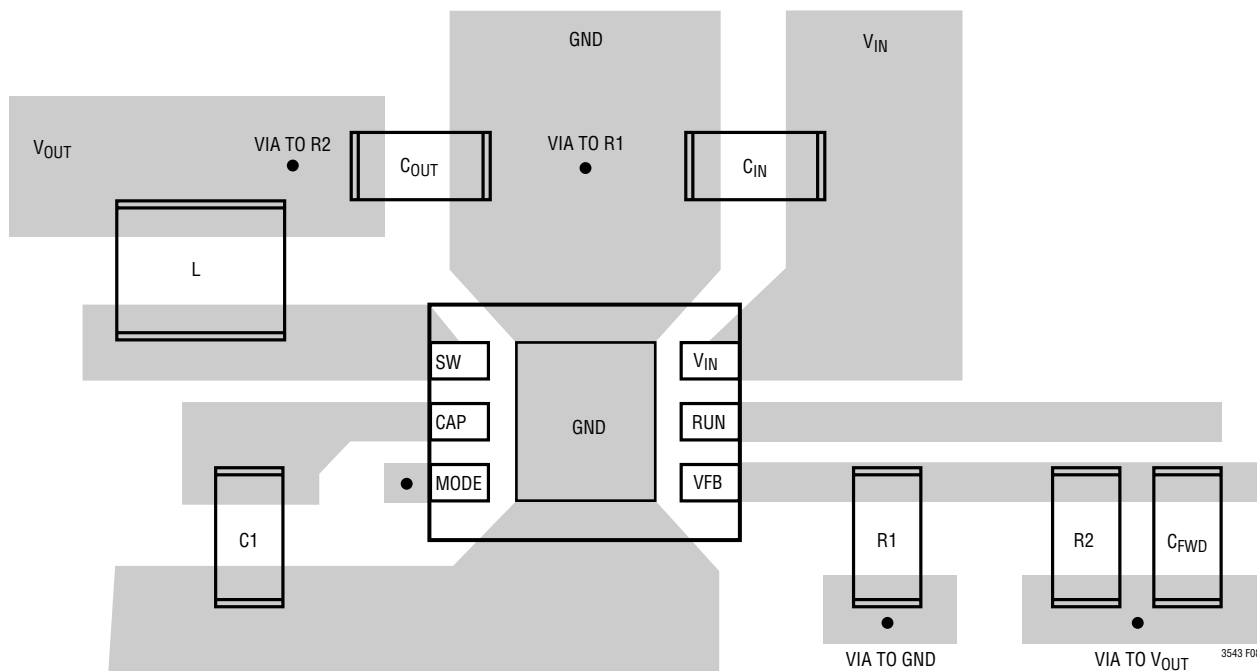 GND
VIN
VOUT
VIA TO R2
COUT
VIA TO R1
CIN
L
SW
VIN
CAP
GND
RUN
MODE
VFB
C1
R1
R2
CFWD
VIA TO GND
VIA TO VOUT
3543